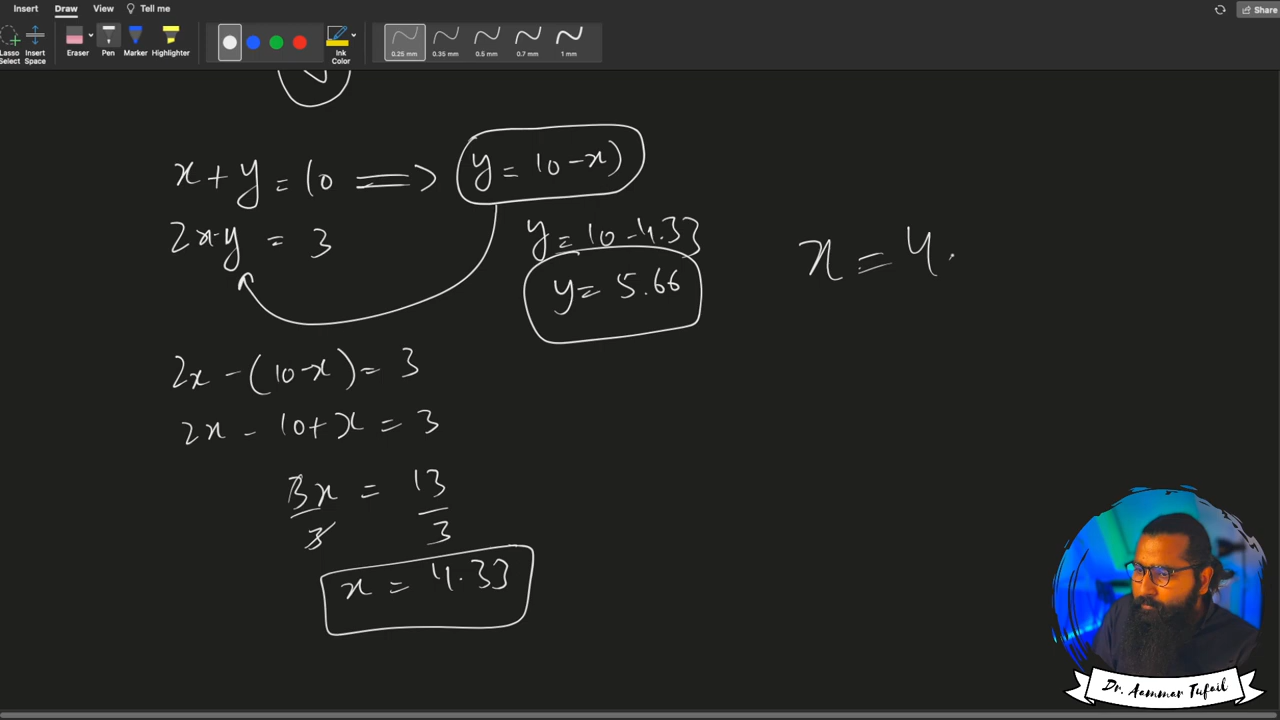 Insert Draw View Tell me Share
Lasso Select Insert Space Eraser Pen Marker Highlighter Ink Color 0.25 mm 0.35 mm 0.5 mm 0.7 mm 1 mm
x + y = 10 ⟹ y = 10 - x)
2x - y = 3
y = 10 - 4.33
y = 5.66
x = 4.
2x - (10 - x) = 3
2x - 10 + x = 3
3x/3 = 13/3
x = 4.33
Dr. Aammar Tufail